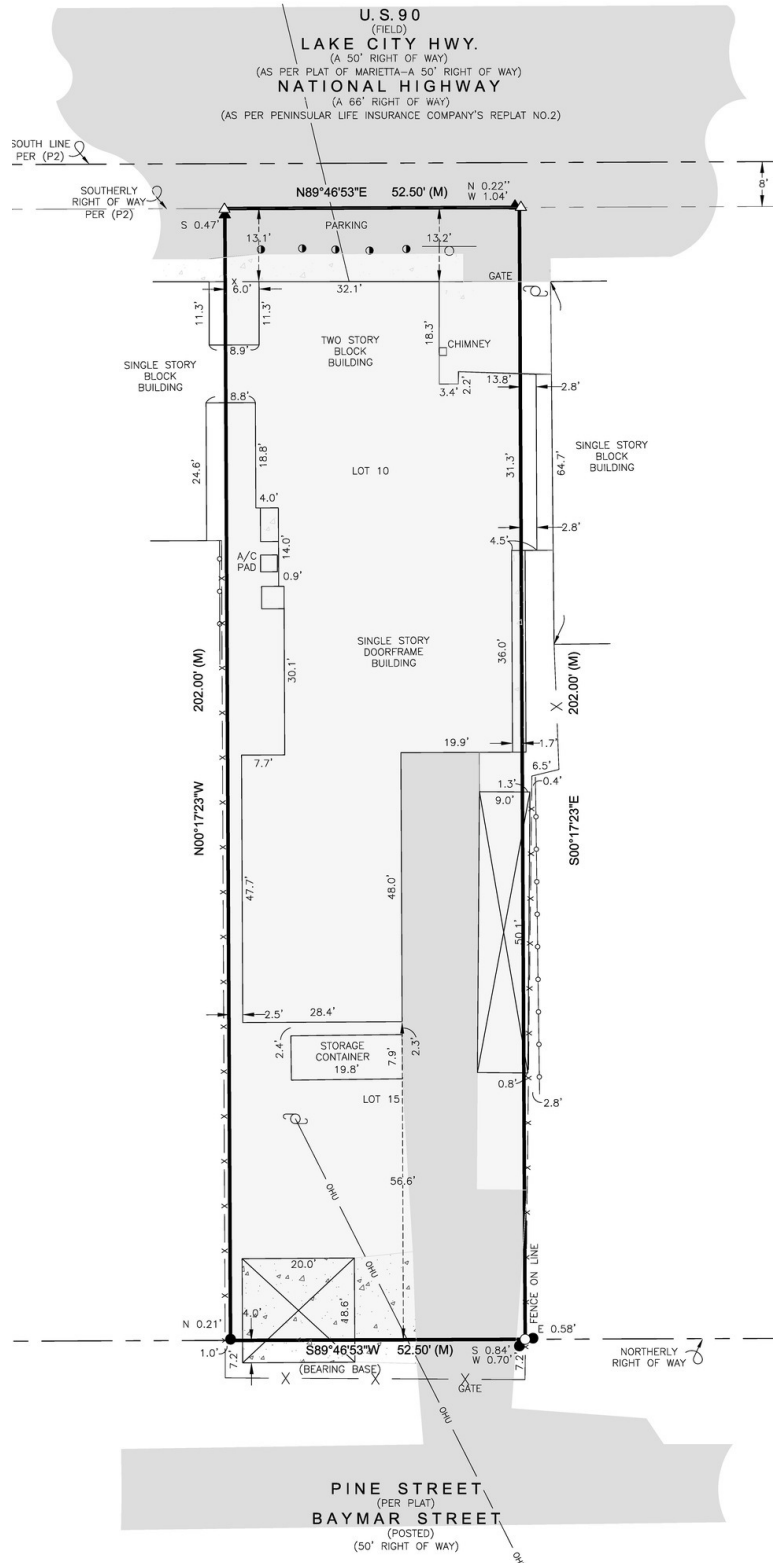 U.S.90
(FIELD)
LAKE CITY HWY.
(A 50' RIGHT OF WAY)
(AS PER PLAT OF MARIETTA-A 50' RIGHT OF WAY)
NATIONAL HIGHWAY
(A 66' RIGHT OF WAY)
(AS PER PENINSULAR LIFE INSURANCE COMPANY'S REPLAT NO.2)
SOUTH LINE
PER (P2)
8'
SOUTHERLY
RIGHT OF WAY
PER (P2)
N89°46'53"E 52.50' (M)
N 0.22''
W 1.04'
S 0.47'
PARKING
13.1'
13.2'
GATE
X
6.0'
32.1'
11.3'
11.3'
18.3'
TWO STORY
BLOCK
BUILDING
CHIMNEY
8.9'
SINGLE STORY
BLOCK
BUILDING
3.4'
2.2'
13.8'
2.8'
8.8'
24.6'
18.8'
LOT 10
31.3'
SINGLE STORY
BLOCK
BUILDING
64.7'
4.0'
2.8'
4.5'
A/C
PAD
14.0'
0.9'
SINGLE STORY
DOORFRAME
BUILDING
36.0'
202.00' (M)
30.1'
X
202.00' (M)
19.9'
1.7'
7.7'
6.5'
0.4'
1.3'
9.0'
N00°17'23"W
S00°17'23"E
47.7'
48.0'
50.1'
2.5'
28.4'
2.4'
STORAGE
CONTAINER
19.8'
7.9'
2.3'
0.8'
2.8'
LOT 15
56.6'
OHU
OHU
FENCE ON LINE
20.0'
4.0'
18.6'
N 0.21'
E 0.58'
1.0'
7.2'
S89°46'53"W 52.50' (M)
(BEARING BASE)
S 0.84'
W 0.70'
7.2'
NORTHERLY
RIGHT OF WAY
X X X
GATE
OHU
PINE STREET
(PER PLAT)
BAYMAR STREET
(POSTED)
(50' RIGHT OF WAY)